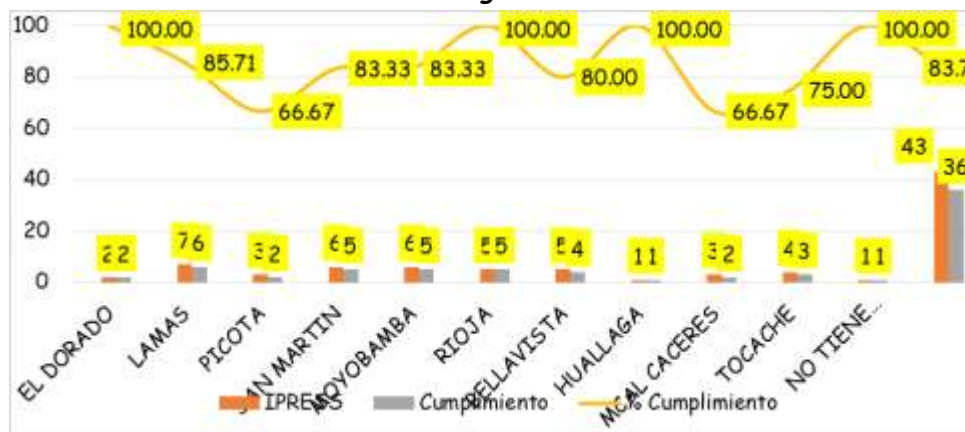 100
80
60
40
20
0
100.00
85.71
66.67
83.33
83.33
100.00
80.00
100.00
66.67
75.00
100.00
83.7
2 2
7 6
3 2
6 5
6 5
5 5
5 4
1 1
3 2
4 3
1 1
43
36
EL DORADO
LAMAS
PICOTA
SAN MARTIN
MOYOBAMBA
RIOJA
BELLAVISTA
HUALLAGA
MCAL CACERES
TOCACHE
NO TIENE...
Cumplimiento
% Cumplimiento